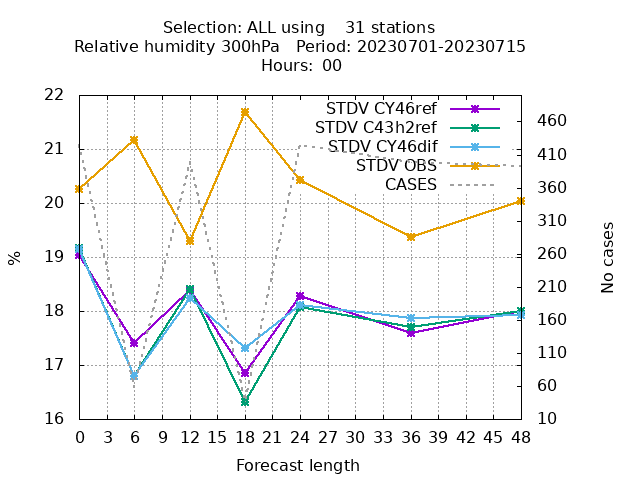 Selection: ALL using 31 stations
Relative humidity 300hPa Period: 20230701-20230715
Hours: 00
STDV CY46ref
STDV C43h2ref
STDV CY46dif
STDV OBS
CASES
%
22
21
20
19
18
17
16
460
410
360
310
260
210
160
110
60
10
No cases
0 3 6 9 12 15 18 21 24 27 30 33 36 39 42 45 48
Forecast length